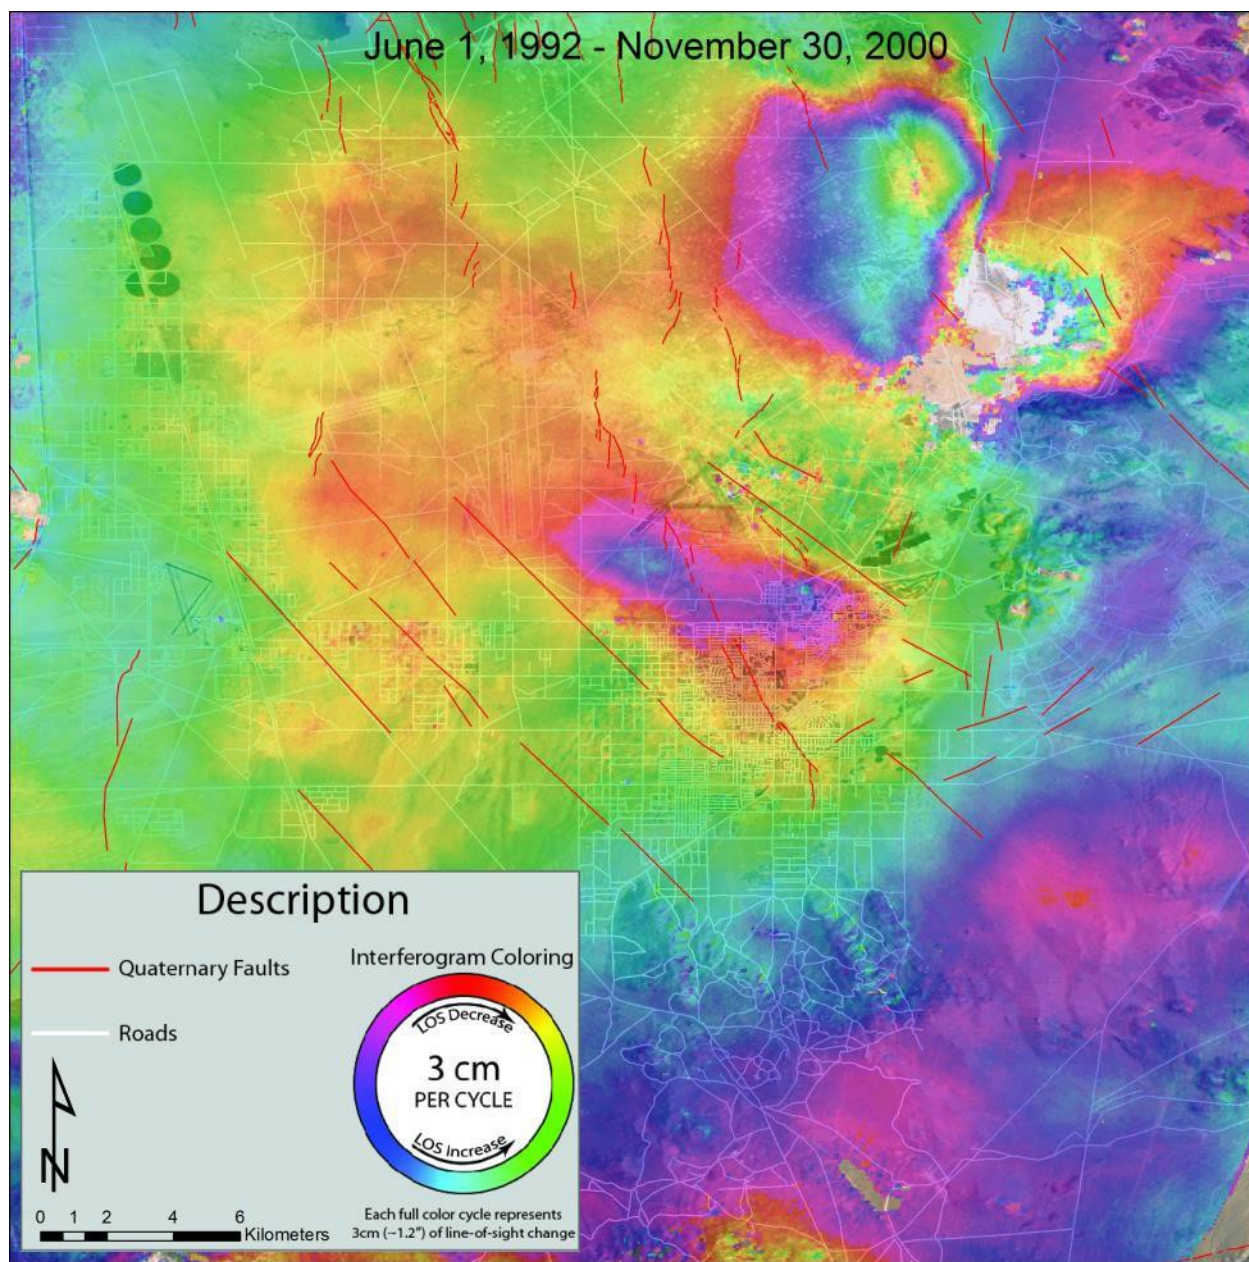 June 1, 1992 - November 30, 2000
Description
Quaternary Faults
Roads
N
0 1 2 4 6
Kilometers
Interferogram Coloring
LOS Decrease
3 cm
PER CYCLE
LOS Increase
Each full color cycle represents
3cm (~1.2") of line-of-sight change